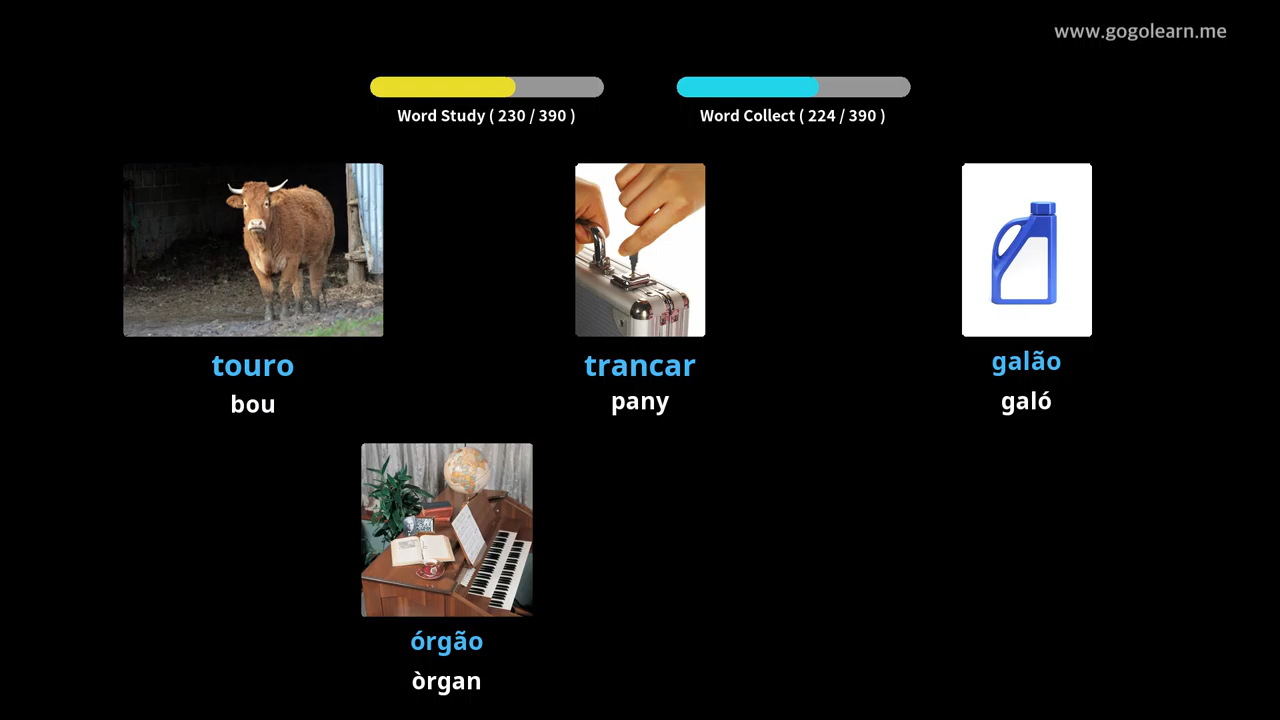 www.gogolearn.me
Word Study ( 230 / 390 )
Word Collect ( 224 / 390 )
touro
bou
trancar
pany
galão
galó
órgão
òrgan